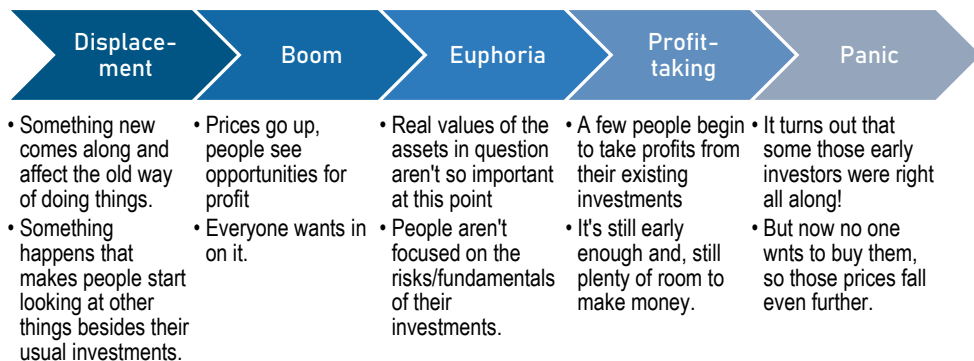 Displace-
ment
Boom
Euphoria
Profit-
taking
Panic
• Something new
comes along and
affect the old way
of doing things.
• Something
happens that
makes people start
looking at other
things besides their
usual investments.
• Prices go up,
people see
opportunities for
profit
• Everyone wants in
on it.
• Real values of the
assets in question
aren't so important
at this point
• People aren't
focused on the
risks/fundamentals
of their
investments.
• A few people begin
to take profits from
their existing
investments
• It's still early
enough and, still
plenty of room to
make money.
• It turns out that
some those early
investors were right
all along!
• But now no one
wnts to buy them,
so those prices fall
even further.